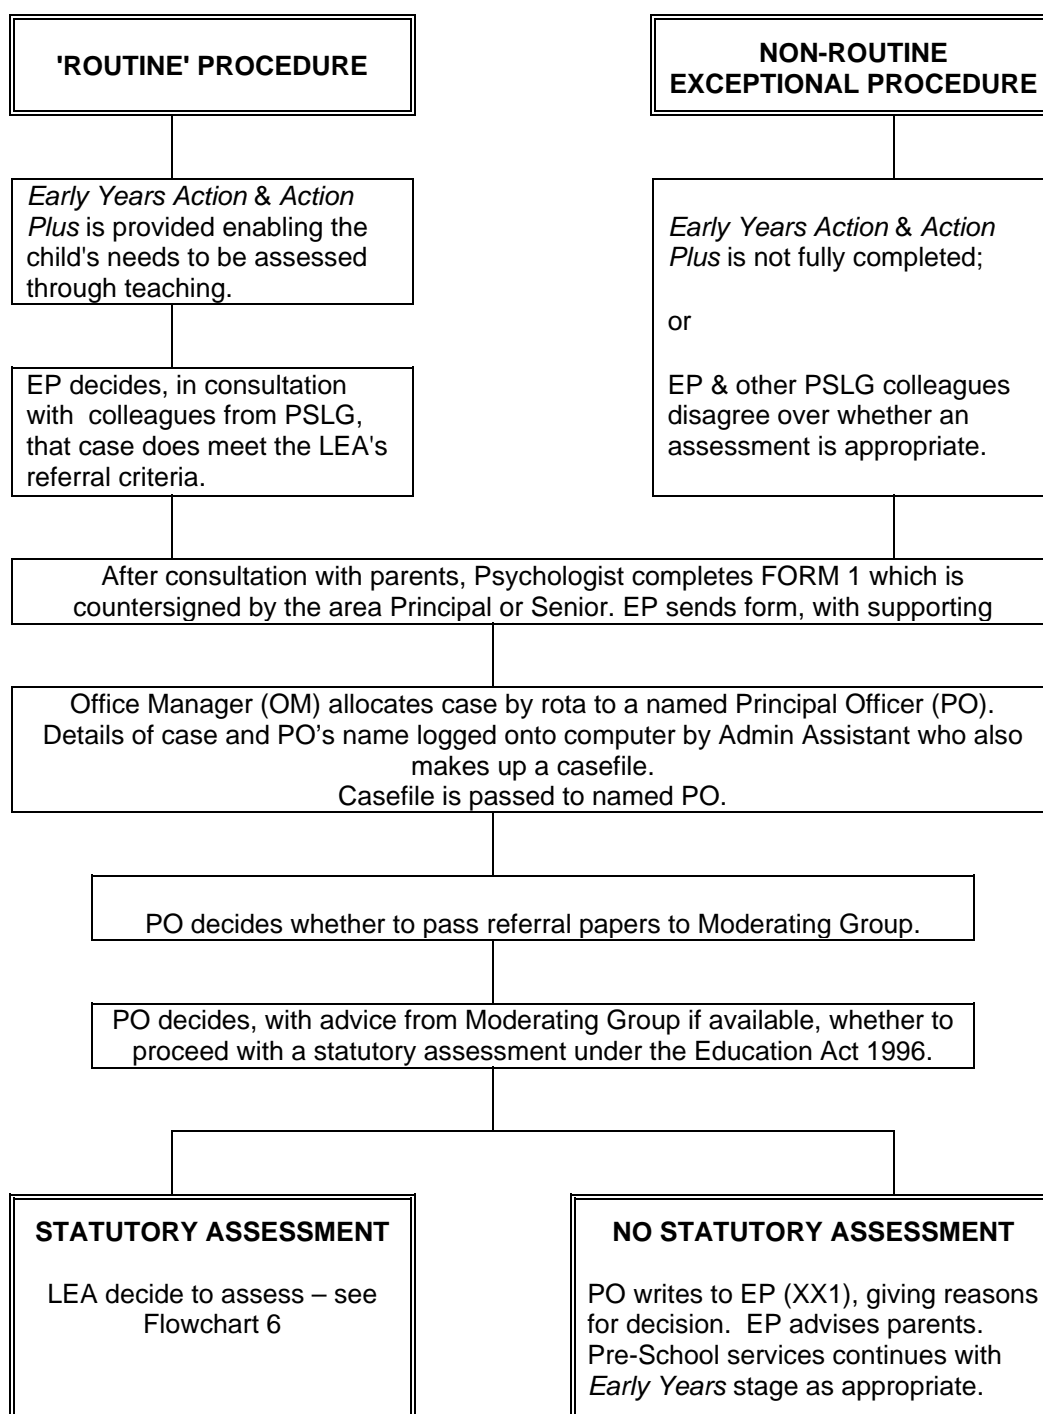 'ROUTINE' PROCEDURE
NON-ROUTINE
EXCEPTIONAL PROCEDURE
Early Years Action & Action
Plus is provided enabling the
child's needs to be assessed
through teaching.
EP decides, in consultation
with colleagues from PSLG,
that case does meet the LEA's
referral criteria.
Early Years Action & Action
Plus is not fully completed;
or
EP & other PSLG colleagues
disagree over whether an
assessment is appropriate.
After consultation with parents, Psychologist completes FORM 1 which is
countersigned by the area Principal or Senior. EP sends form, with supporting
Office Manager (OM) allocates case by rota to a named Principal Officer (PO).
Details of case and PO’s name logged onto computer by Admin Assistant who also
makes up a casefile.
Casefile is passed to named PO.
PO decides whether to pass referral papers to Moderating Group.
PO decides, with advice from Moderating Group if available, whether to
proceed with a statutory assessment under the Education Act 1996.
STATUTORY ASSESSMENT
LEA decide to assess – see
Flowchart 6
NO STATUTORY ASSESSMENT
PO writes to EP (XX1), giving reasons
for decision. EP advises parents.
Pre-School services continues with
Early Years stage as appropriate.